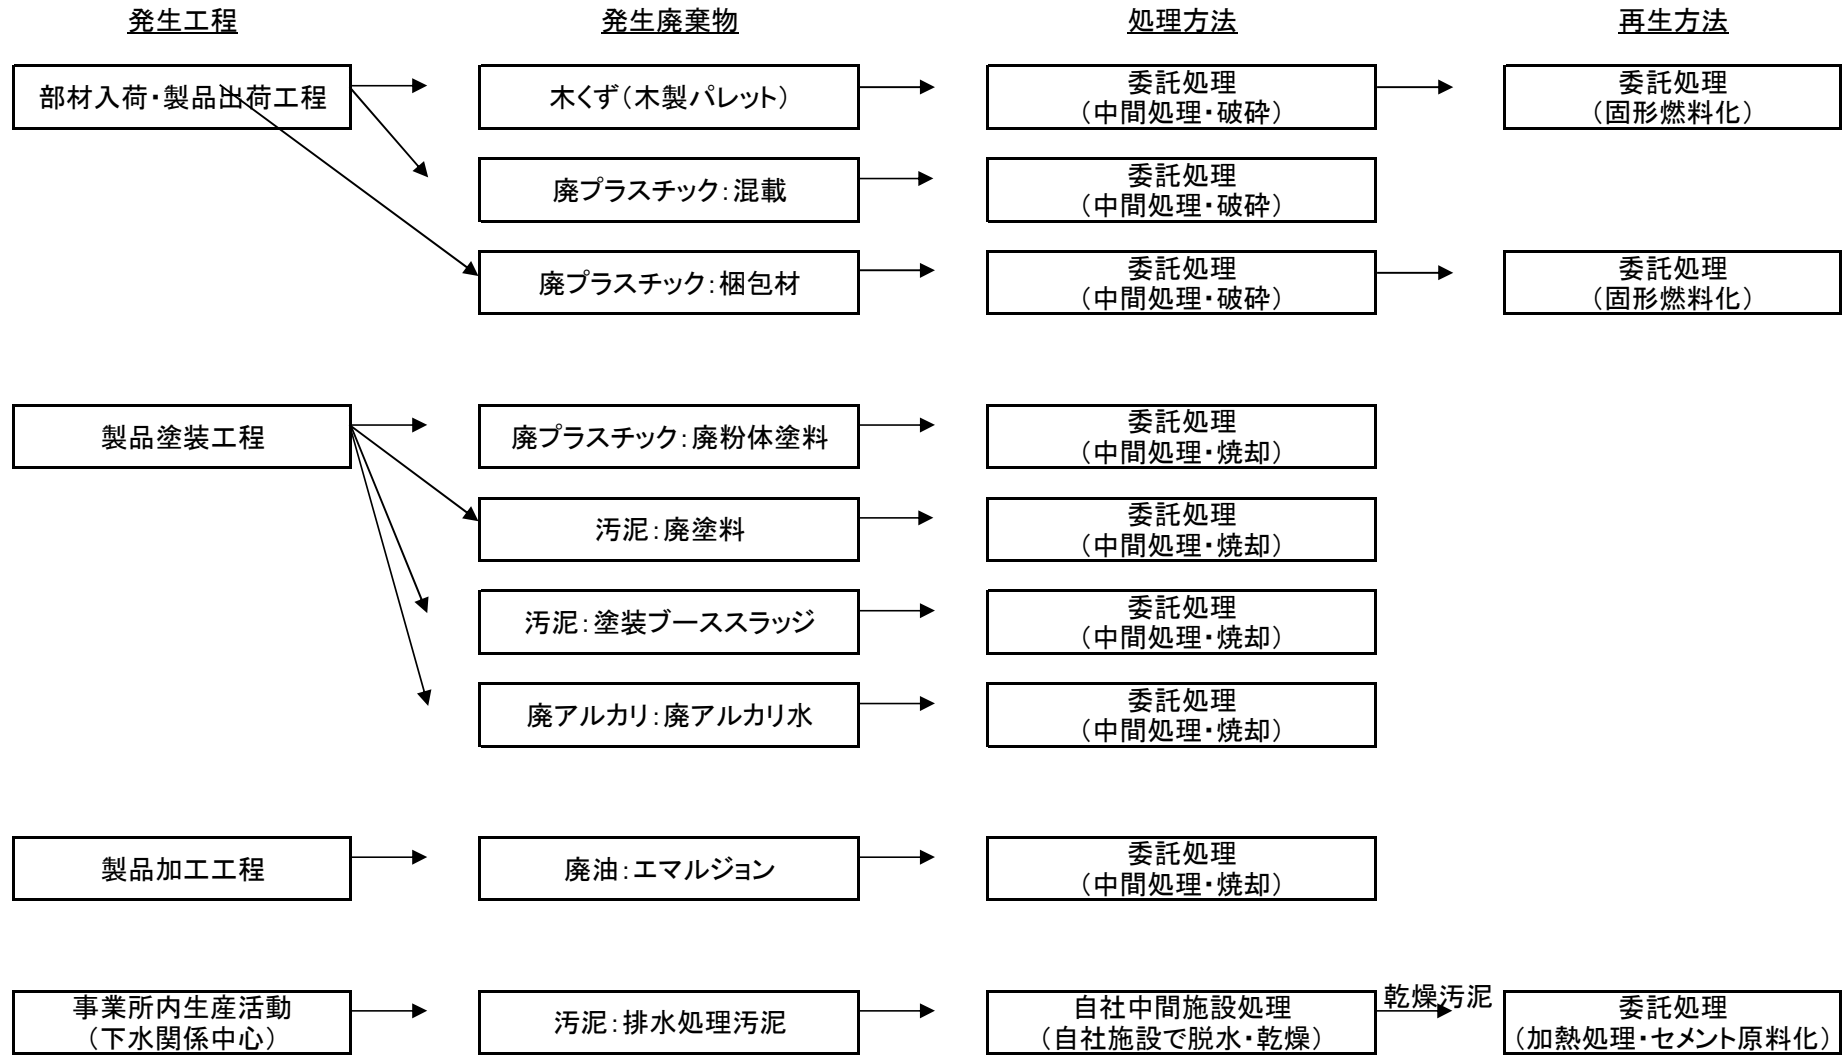 発生工程
発生廃棄物
処理方法
再生方法
部材入荷・製品出荷工程
木くず（木製パレット）
委託処理
（中間処理・破砕）
委託処理
（固形燃料化）
廃プラスチック：混載
委託処理
（中間処理・破砕）
廃プラスチック：梱包材
委託処理
（中間処理・破砕）
委託処理
（固形燃料化）
製品塗装工程
廃プラスチック：廃粉体塗料
委託処理
（中間処理・焼却）
汚泥：廃塗料
委託処理
（中間処理・焼却）
汚泥：塗装ブーススラッジ
委託処理
（中間処理・焼却）
廃アルカリ：廃アルカリ水
委託処理
（中間処理・焼却）
製品加工工程
廃油：エマルジョン
委託処理
（中間処理・焼却）
事業所内生産活動
（下水関係中心）
汚泥：排水処理汚泥
自社中間施設処理
（自社施設で脱水・乾燥）
乾燥汚泥
委託処理
（加熱処理・セメント原料化）